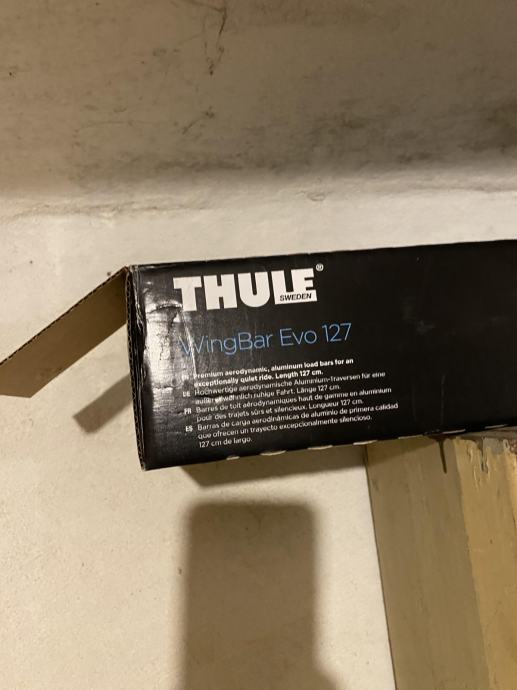 THULE®
SWEDEN
WingBar Evo 127
Premium aerodynamic, aluminum load bars for an
exceptionally quiet ride. Length 127 cm.
DE Hochwertige aerodynamische Aluminium-Traversen für eine
außergewöhnlich ruhige Fahrt. Länge 127 cm.
FR Barres de toit aérodynamiques haut de gamme en aluminium
pour des trajets sûrs et silencieux. Longueur 127 cm.
ES Barras de carga aerodinámicas de aluminio de primera calidad
que ofrecen un trayecto excepcionalmente silencioso.
127 cm de largo.